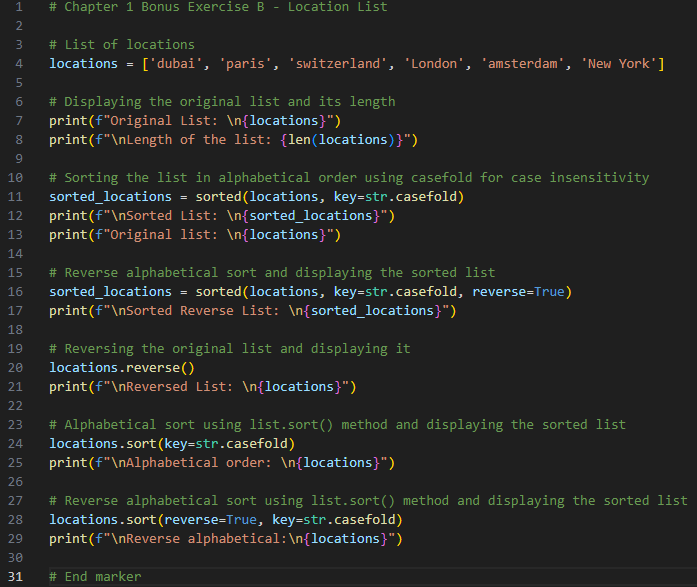 1 # Chapter 1 Bonus Exercise B - Location List
2
3 # List of locations
4 locations = ['dubai', 'paris', 'switzerland', 'London', 'amsterdam', 'New York']
5
6 # Displaying the original list and its length
7 print(f"Original List: \n{locations}")
8 print(f"\nLength of the list: {len(locations)}")
9
10 # Sorting the list in alphabetical order using casefold for case insensitivity
11 sorted_locations = sorted(locations, key=str.casefold)
12 print(f"\nSorted List: \n{sorted_locations}")
13 print(f"Original list: \n{locations}")
14
15 # Reverse alphabetical sort and displaying the sorted list
16 sorted_locations = sorted(locations, key=str.casefold, reverse=True)
17 print(f"\nSorted Reverse List: \n{sorted_locations}")
18
19 # Reversing the original list and displaying it
20 locations.reverse()
21 print(f"\nReversed List: \n{locations}")
22
23 # Alphabetical sort using list.sort() method and displaying the sorted list
24 locations.sort(key=str.casefold)
25 print(f"\nAlphabetical order: \n{locations}")
26
27 # Reverse alphabetical sort using list.sort() method and displaying the sorted list
28 locations.sort(reverse=True, key=str.casefold)
29 print(f"\nReverse alphabetical:\n{locations}")
30
31 # End marker